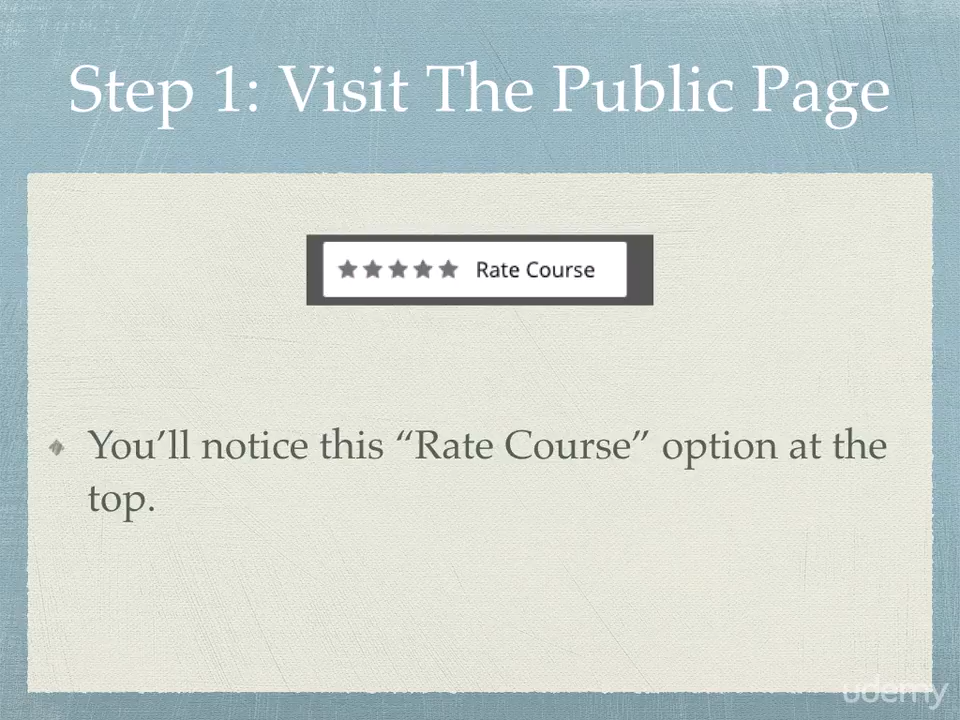 Step 1: Visit The Public Page
Rate Course
You’ll notice this “Rate Course” option at the
top.
udemy